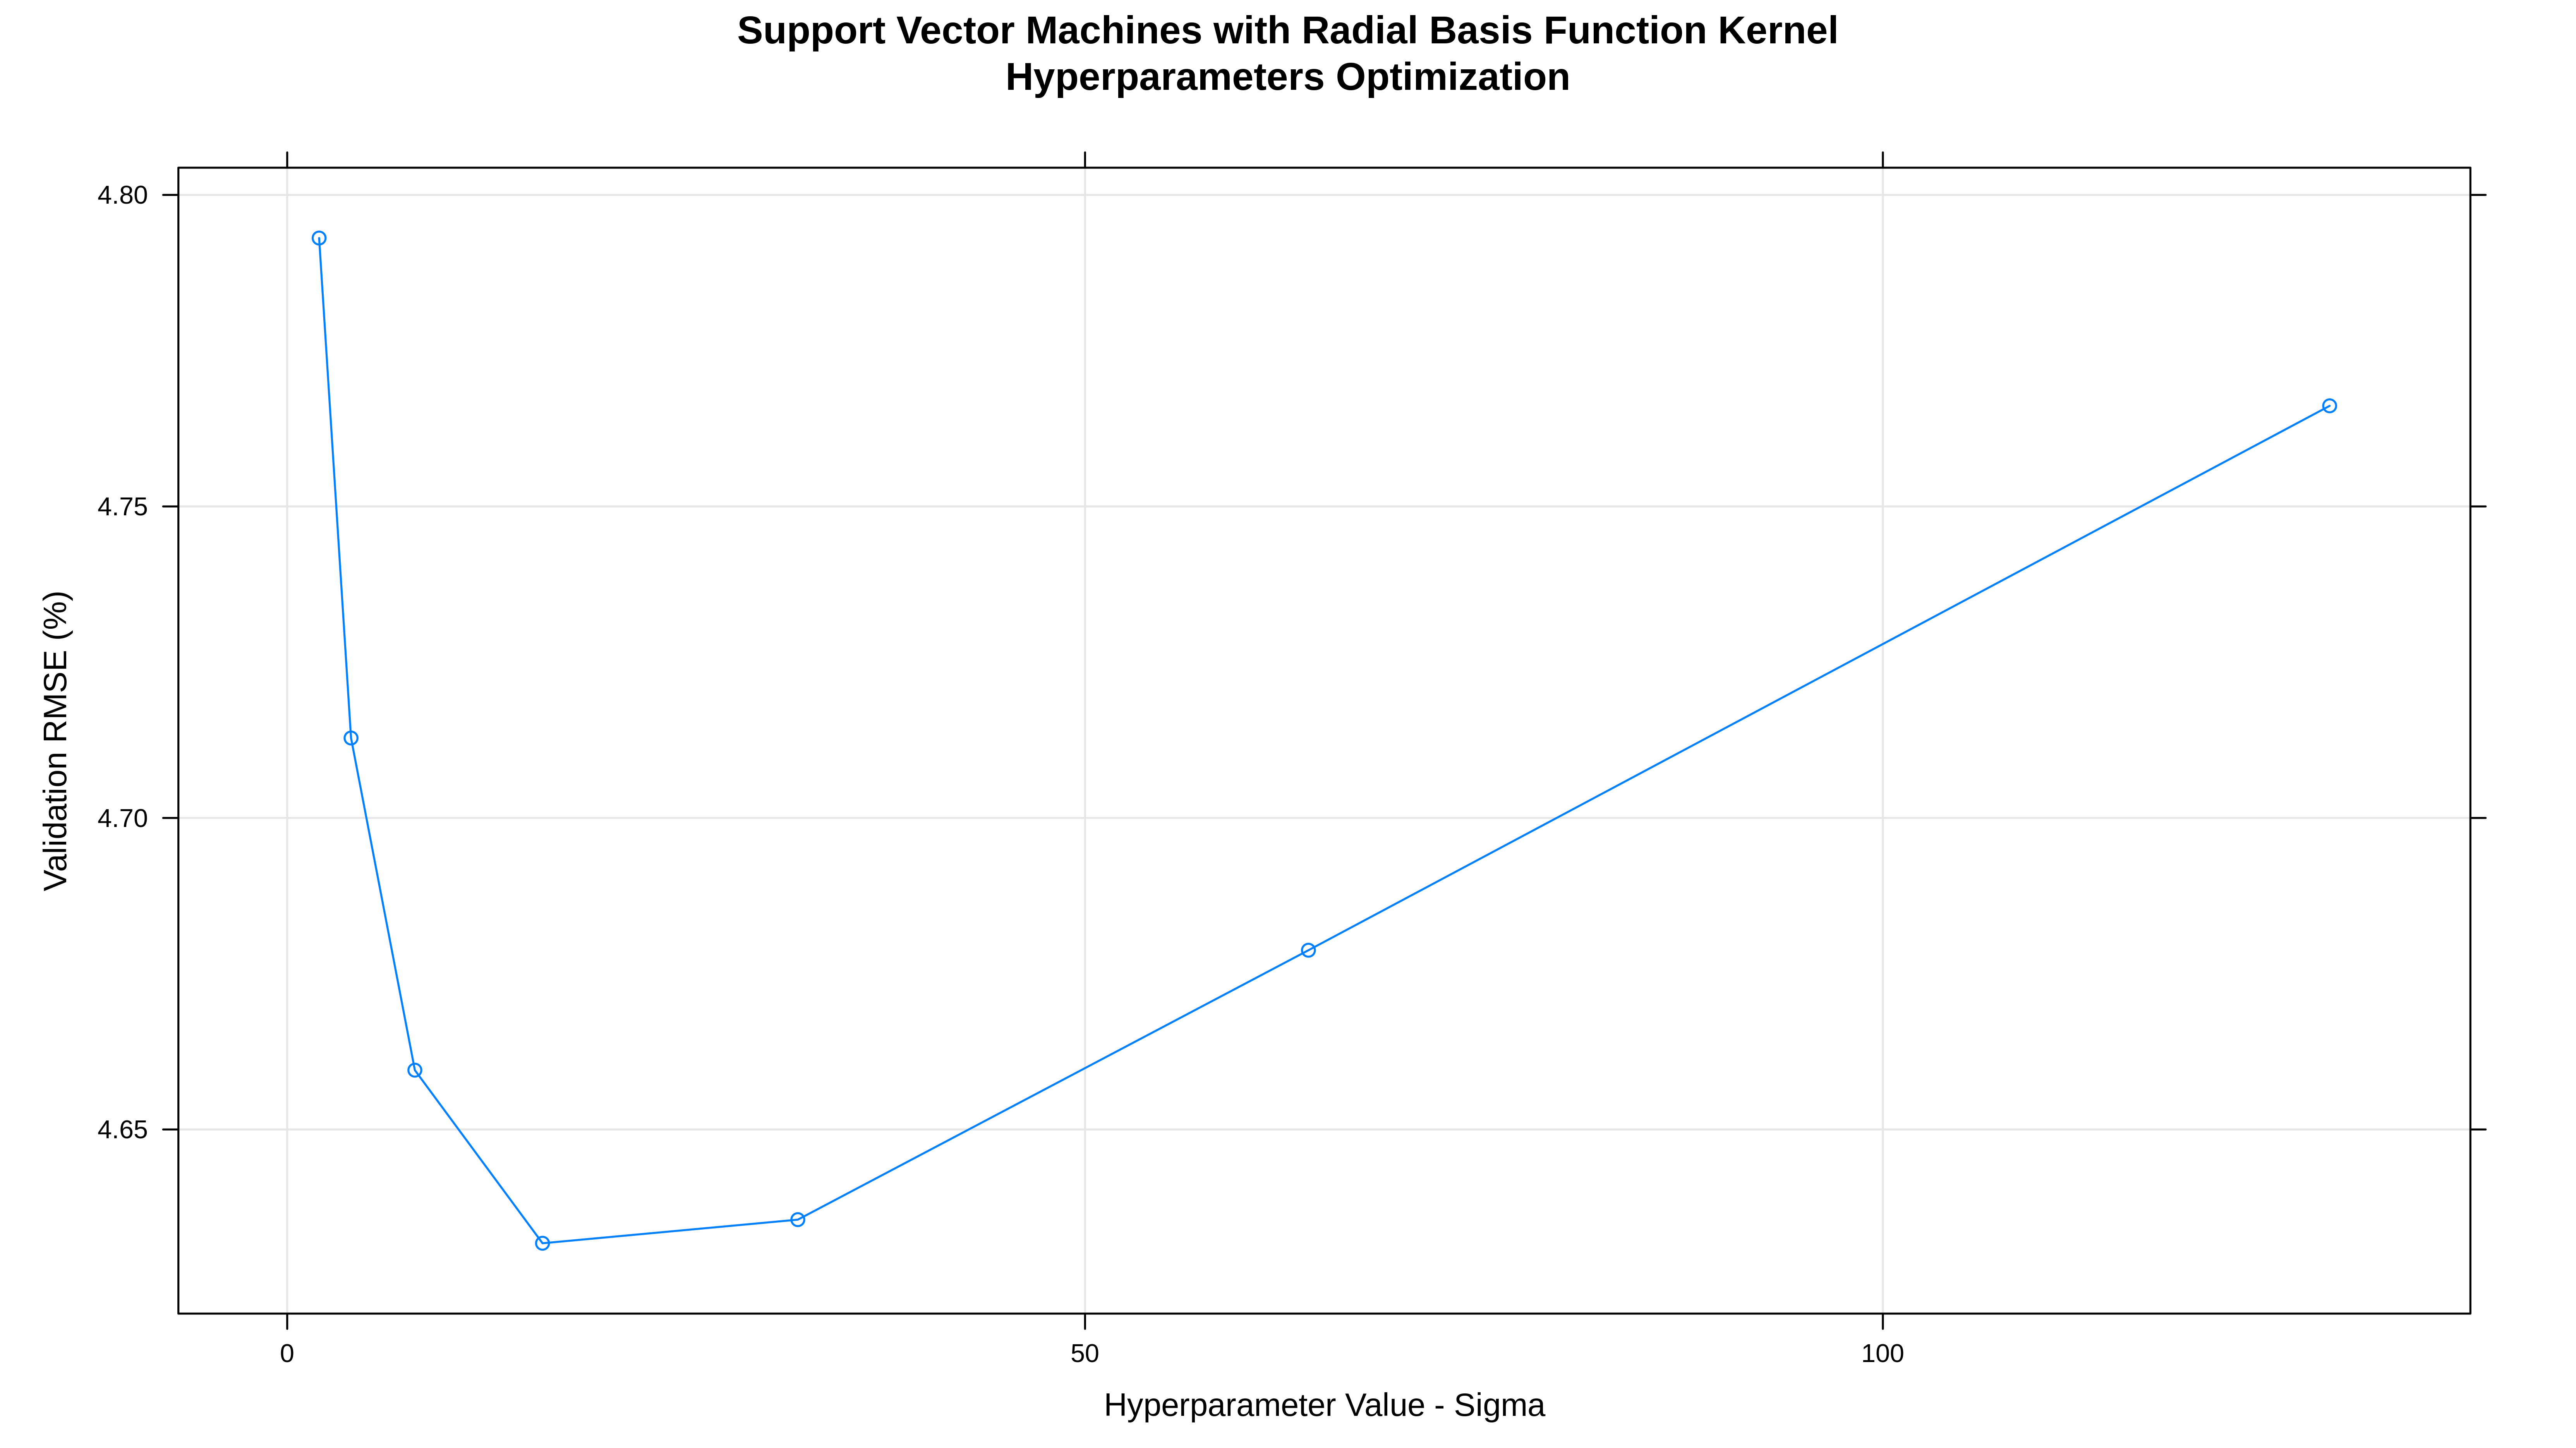 Support Vector Machines with Radial Basis Function Kernel
Hyperparameters Optimization
4.80
4.75
4.70
4.65
Validation RMSE (%)
0 50 100
Hyperparameter Value - Sigma